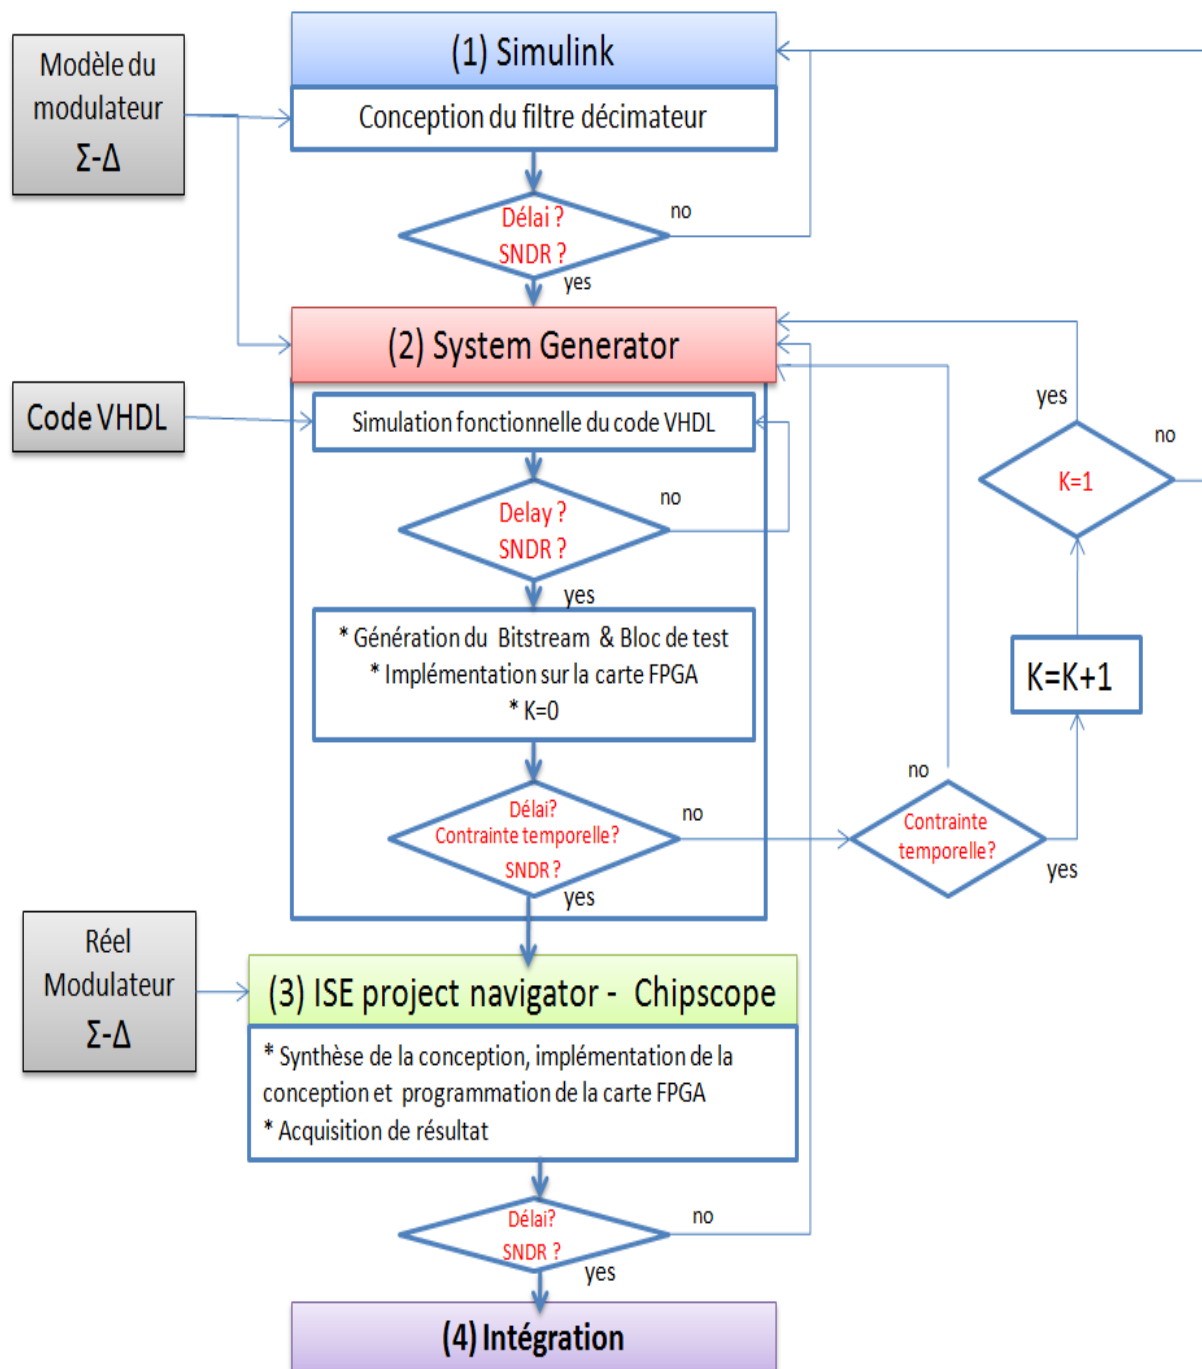 (1) Simulink
Modèle du
modulateur
Σ-Δ
Conception du filtre décimateur
Délai ?
SNDR ?
no
yes
(2) System Generator
Code VHDL
Simulation fonctionnelle du code VHDL
Delay ?
SNDR ?
no
yes
* Génération du Bitstream & Bloc de test
* Implémentation sur la carte FPGA
* K=0
Délai?
Contrainte temporelle?
SNDR ?
no
yes
Contrainte
temporelle?
no
yes
K=K+1
K=1
yes
no
Réel
Modulateur
Σ-Δ
(3) ISE project navigator - Chipscope
* Synthèse de la conception, implémentation de la
conception et programmation de la carte FPGA
* Acquisition de résultat
Délai?
SNDR ?
no
yes
(4) Intégration